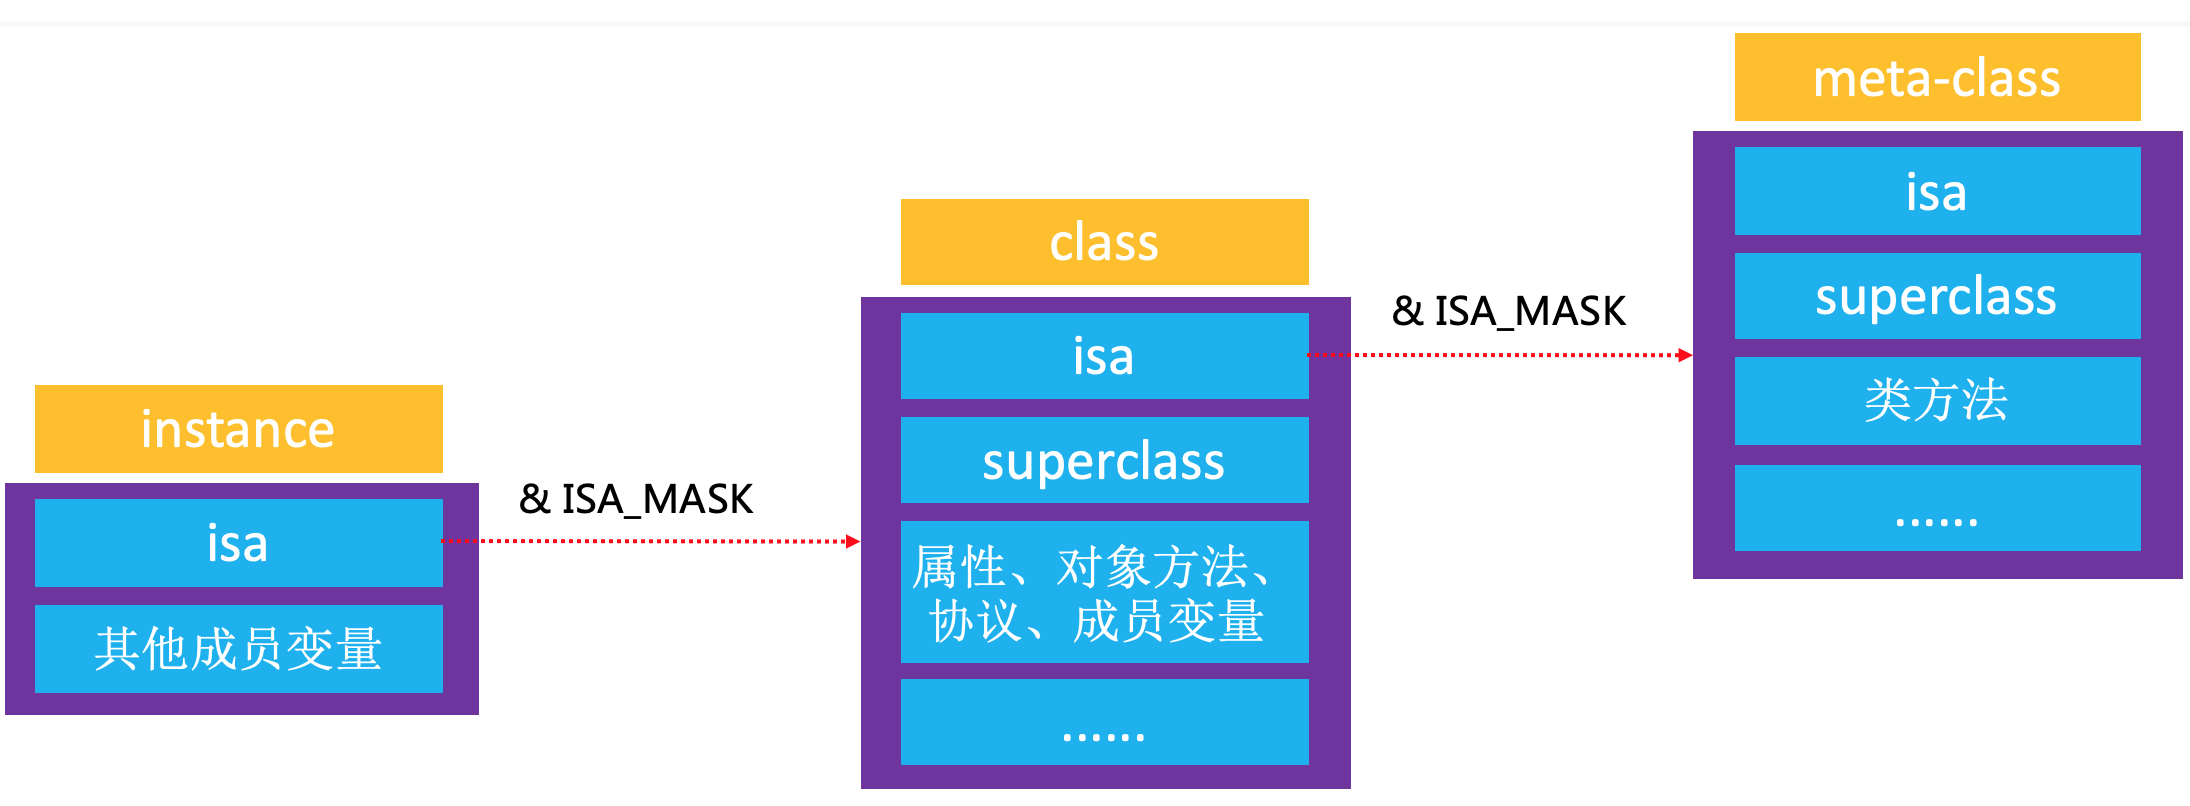 instance
isa
其他成员变量
& ISA_MASK
class
isa
superclass
属性、对象方法、
协议、成员变量
......
& ISA_MASK
meta-class
isa
superclass
类方法
......